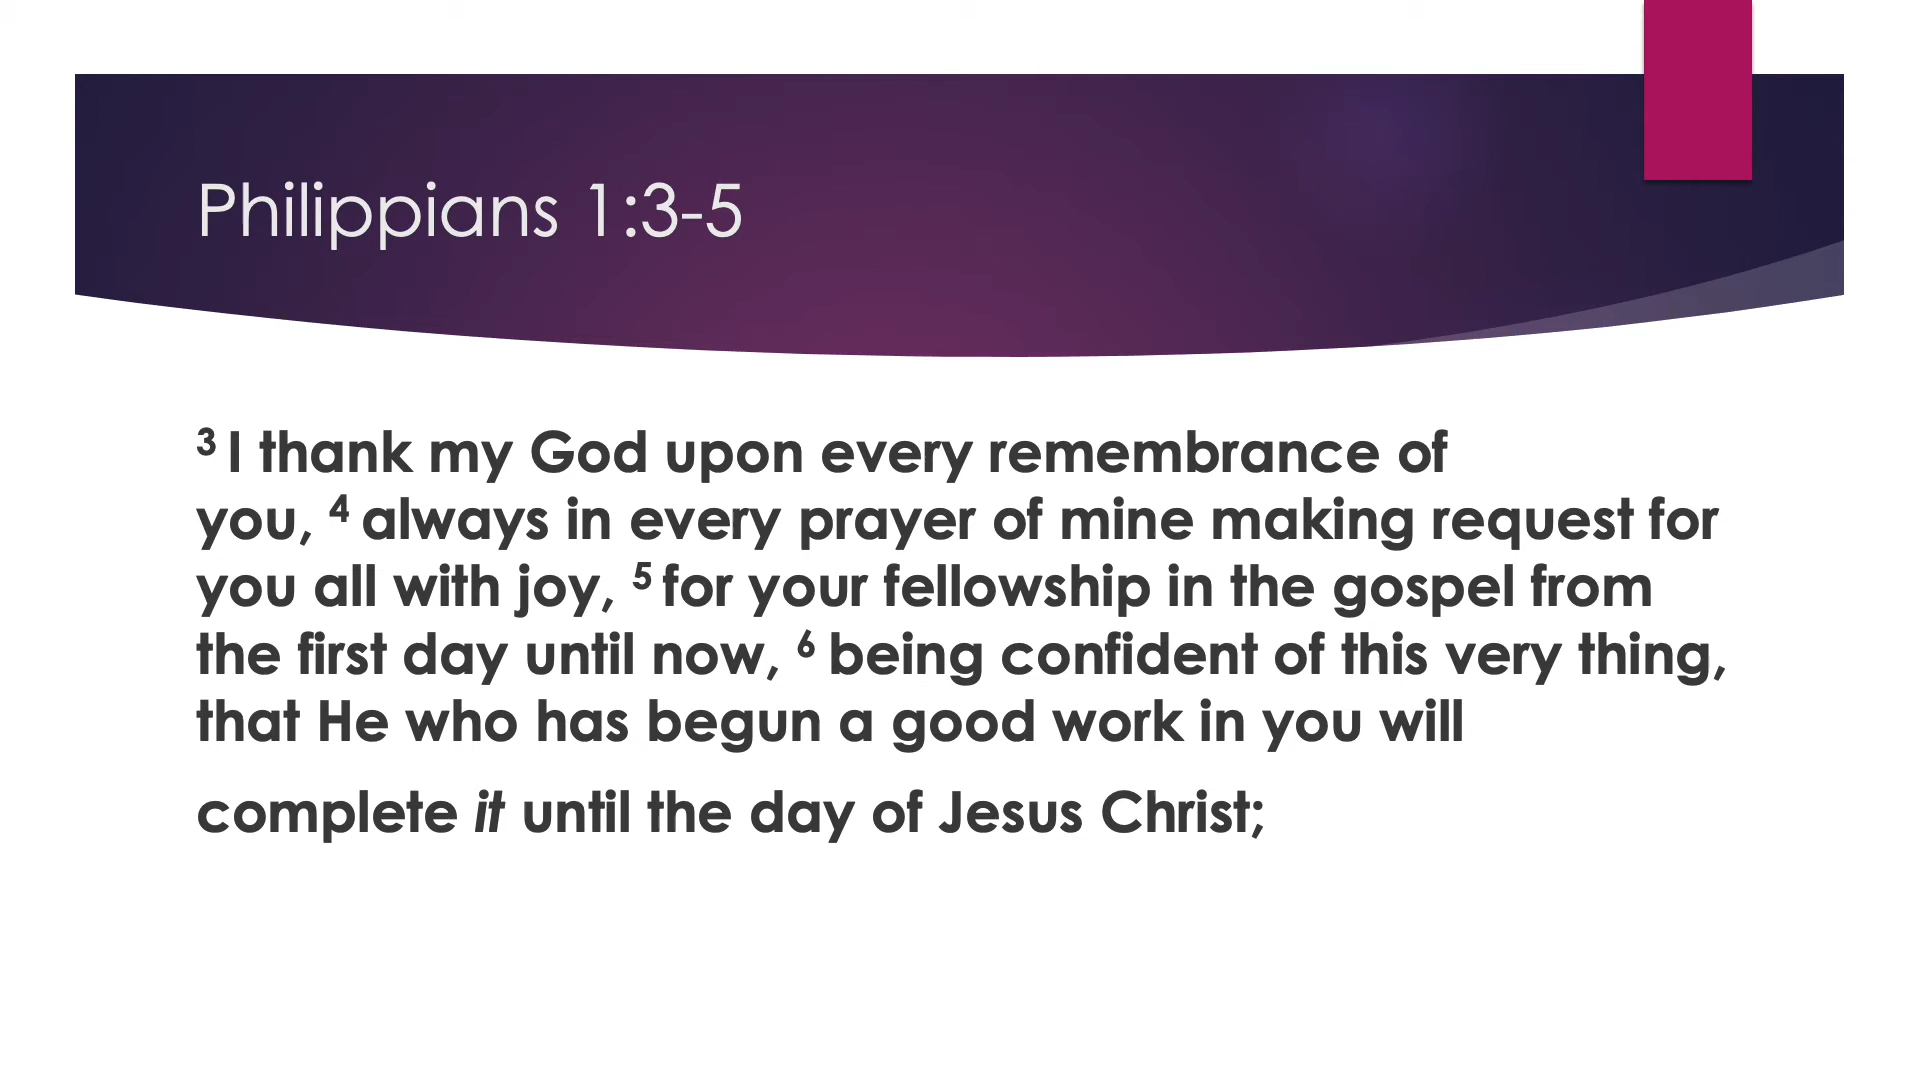 Philippians 1:3-5
³ I thank my God upon every remembrance of
you, ⁴ always in every prayer of mine making request for
you all with joy, ⁵ for your fellowship in the gospel from
the first day until now, ⁶ being confident of this very thing,
that He who has begun a good work in you will
complete it until the day of Jesus Christ;